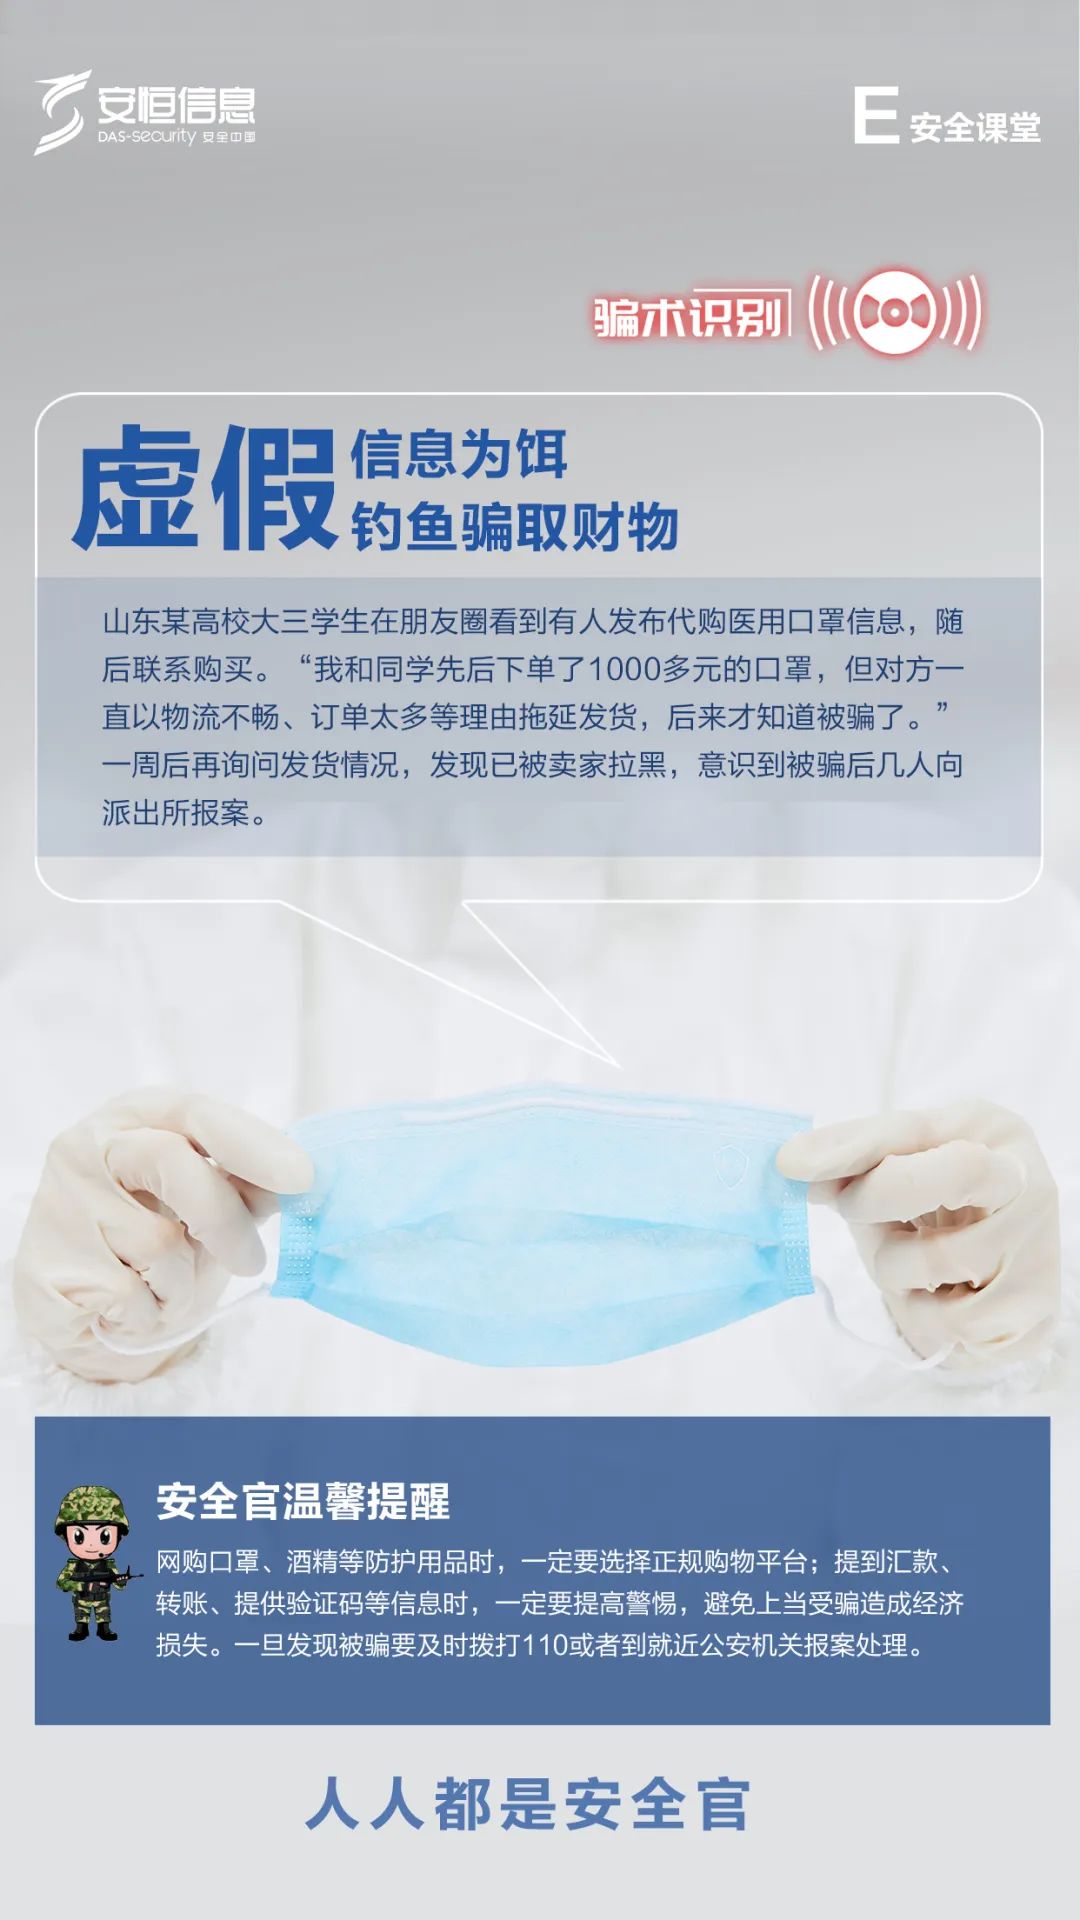 安恒信息
DAS-security 安全中国
E安全课堂
骗术识别
虚假信息为饵
钓鱼骗取财物
山东某高校大三学生在朋友圈看到有人发布代购医用口罩信息，随
后联系购买。“我和同学先后下单了1000多元的口罩，但对方一
直以物流不畅、订单太多等理由拖延发货，后来才知道被骗了。”
一周后再询问发货情况，发现已被卖家拉黑，意识到被骗后几人向
派出所报案。
安全官温馨提醒
网购口罩、酒精等防护用品时，一定要选择正规购物平台；提到汇款、
转账、提供验证码等信息时，一定要提高警惕，避免上当受骗造成经济
损失。一旦发现被骗要及时拨打110或者到就近公安机关报案处理。
人人都是安全官